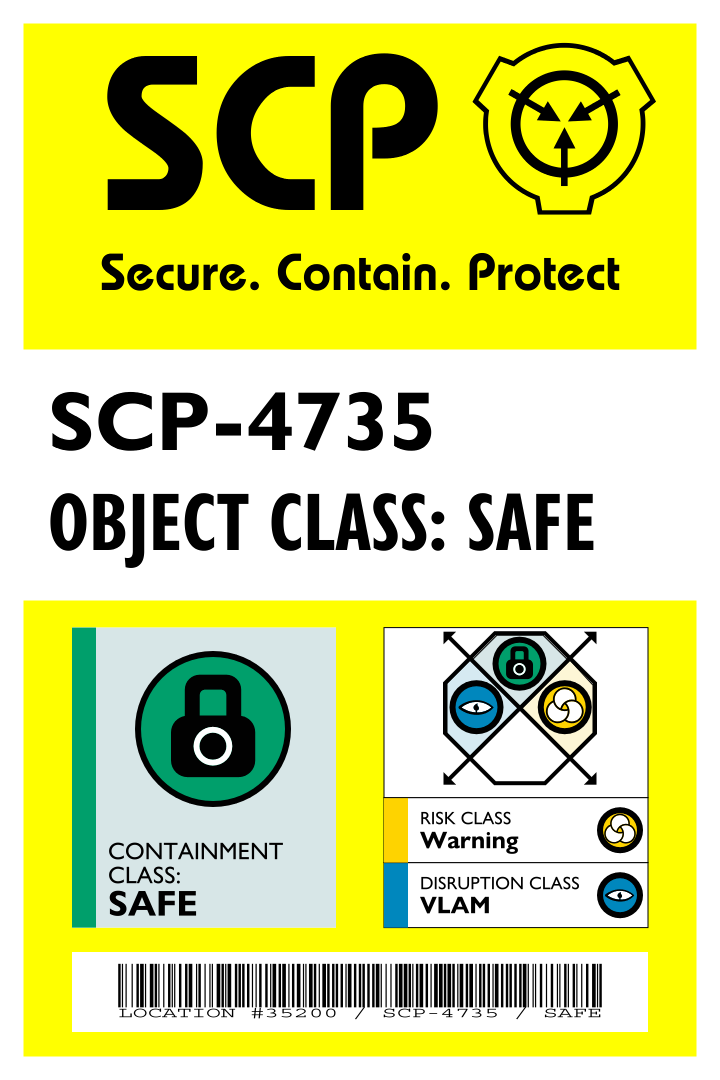 SCP
Secure. Contain. Protect
SCP-4735
OBJECT CLASS: SAFE
CONTAINMENT
CLASS:
SAFE
RISK CLASS
Warning
DISRUPTION CLASS
VLAM
LOCATION #35200 / SCP-4735 / SAFE